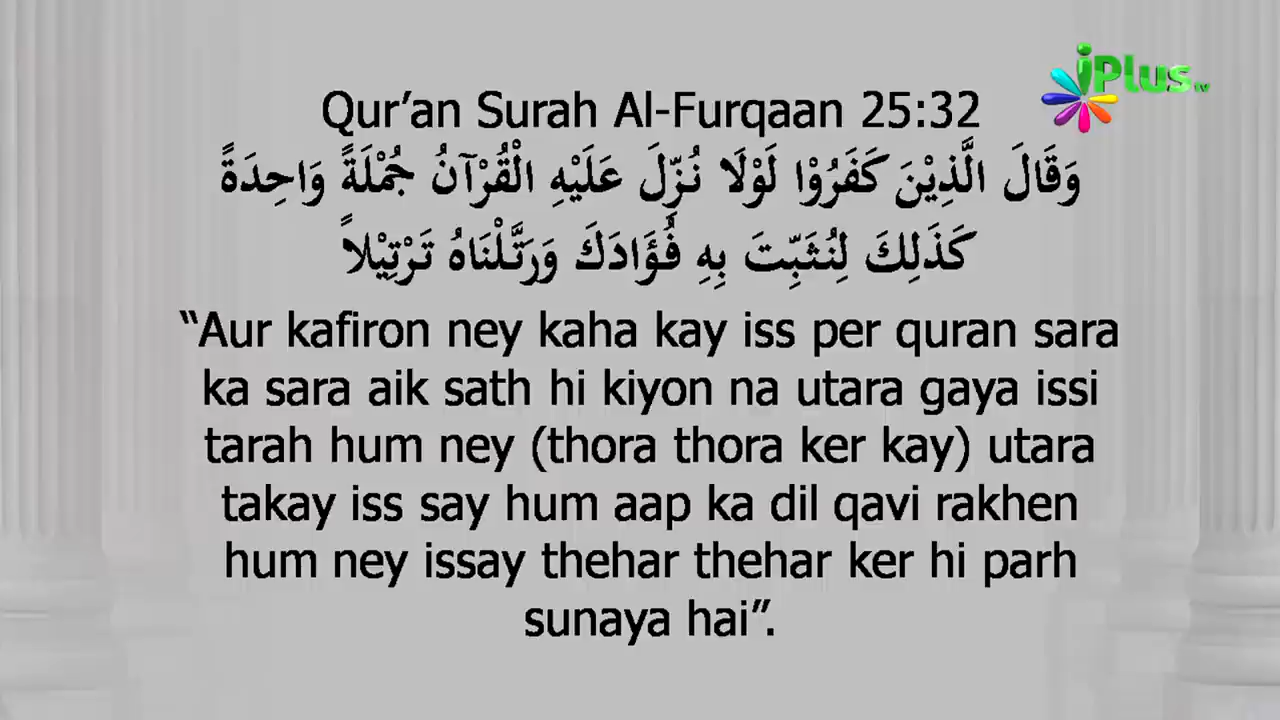 iPlus tv
Qur’an Surah Al-Furqaan 25:32
وَقَالَ الَّذِيْنَ كَفَرُوْا لَوْلَا نُزِّلَ عَلَيْهِ الْقُرْآنُ جُمْلَةً وَاحِدَةً
كَذَلِكَ لِنُثَبِّتَ بِهِ فُؤَادَكَ وَرَتَّلْنَاهُ تَرْتِيْلاً
“Aur kafiron ney kaha kay iss per quran sara
ka sara aik sath hi kiyon na utara gaya issi
tarah hum ney (thora thora ker kay) utara
takay iss say hum aap ka dil qavi rakhen
hum ney issay thehar thehar ker hi parh
sunaya hai”.